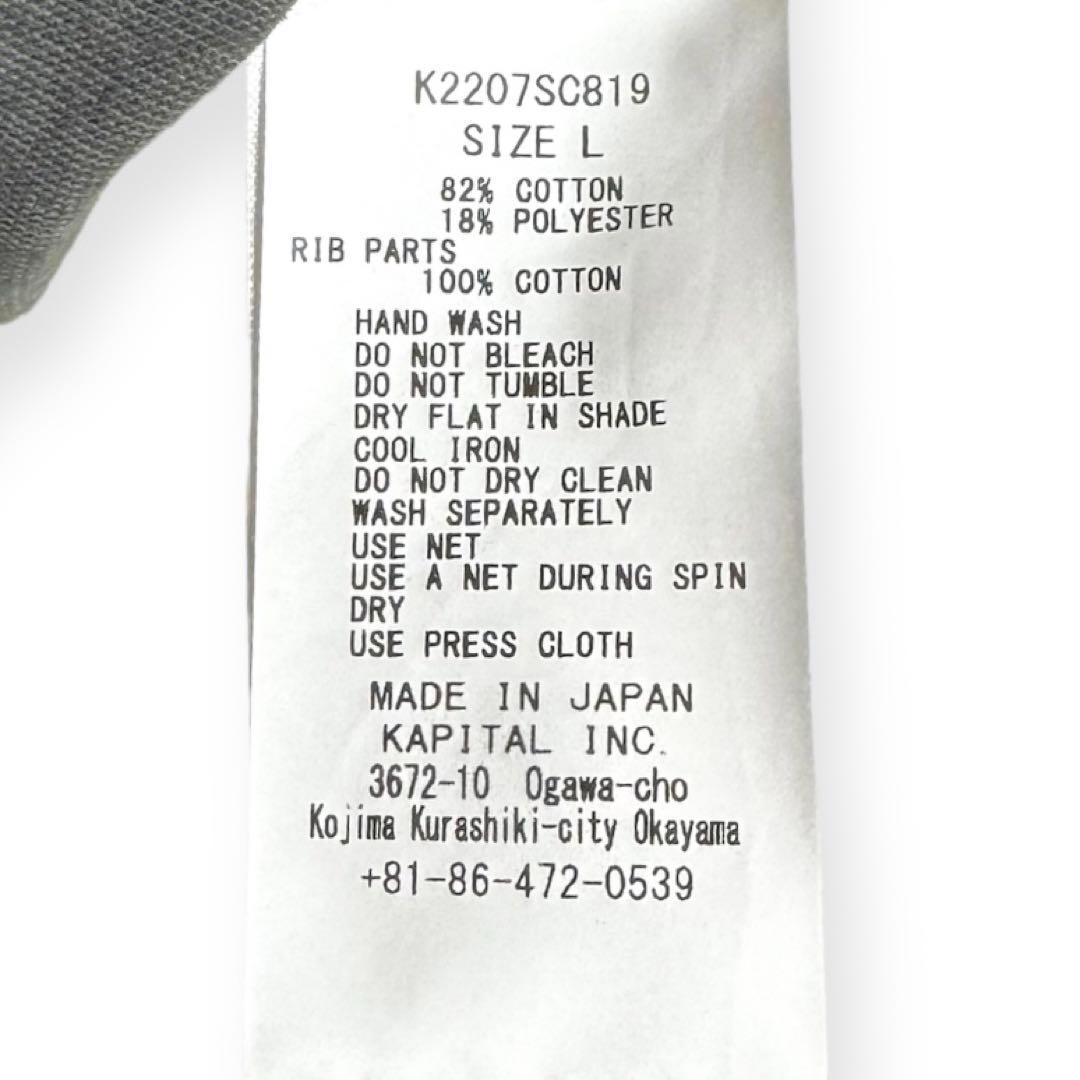 K2207SC819
SIZE L
82% COTTON
18% POLYESTER
RIB PARTS
100% COTTON
HAND WASH
DO NOT BLEACH
DO NOT TUMBLE
DRY FLAT IN SHADE
COOL IRON
DO NOT DRY CLEAN
WASH SEPARATELY
USE NET
USE A NET DURING SPIN
DRY
USE PRESS CLOTH
MADE IN JAPAN
KAPITAL INC.
3672-10 Ogawa-cho
Kojima Kurashiki-city Okayama
+81-86-472-0539